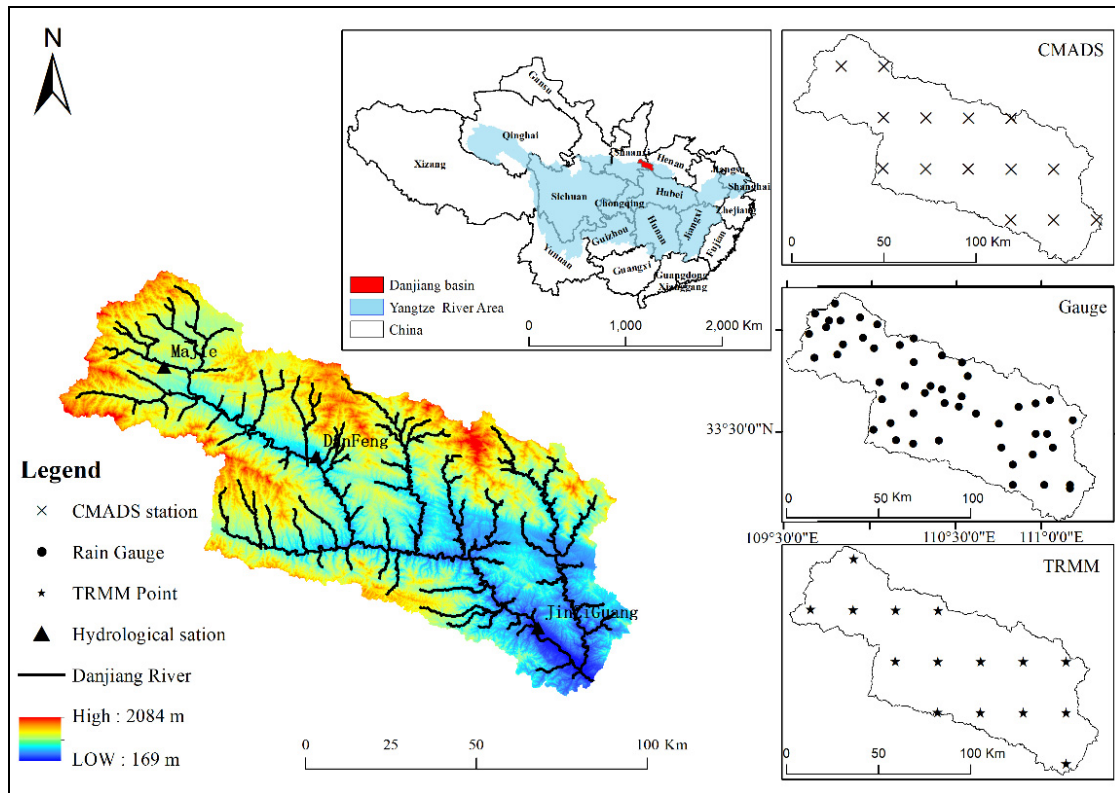 N
Gansu
Qinghai
Xizang
Shaanxi
Henan
Jiangsu
Shanghai
Sichuan
Hubei
Chongqing
Zhejiang
Hunan
Jiangxi
Guizhou
Fujian
Yunnan
Guangxi
Guangdong
Xianggang
Danjiang basin
Yangtze River Area
China
0 1,000 2,000 Km
CMADS
0 50 100 Km
Gauge
33°30'0"N
0 50 Km 100
109°30'0"E 110°30'0"E 111°0'0"E
TRMM
0 50 100 Km
Majie
DanFeng
JinZiGuang
Legend
CMADS station
Rain Gauge
TRMM Point
Hydrological sation
Danjiang River
High : 2084 m
LOW : 169 m
0 25 50 100 Km